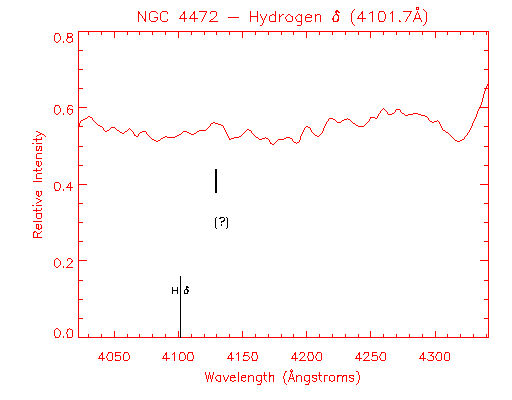 NGC 4472 – Hydrogen δ (4101.7Å)
0.8
0.6
0.4
0.2
0.0
Relative Intensity
(?)
H δ
4050 4100 4150 4200 4250 4300
Wavelength (Ångstroms)